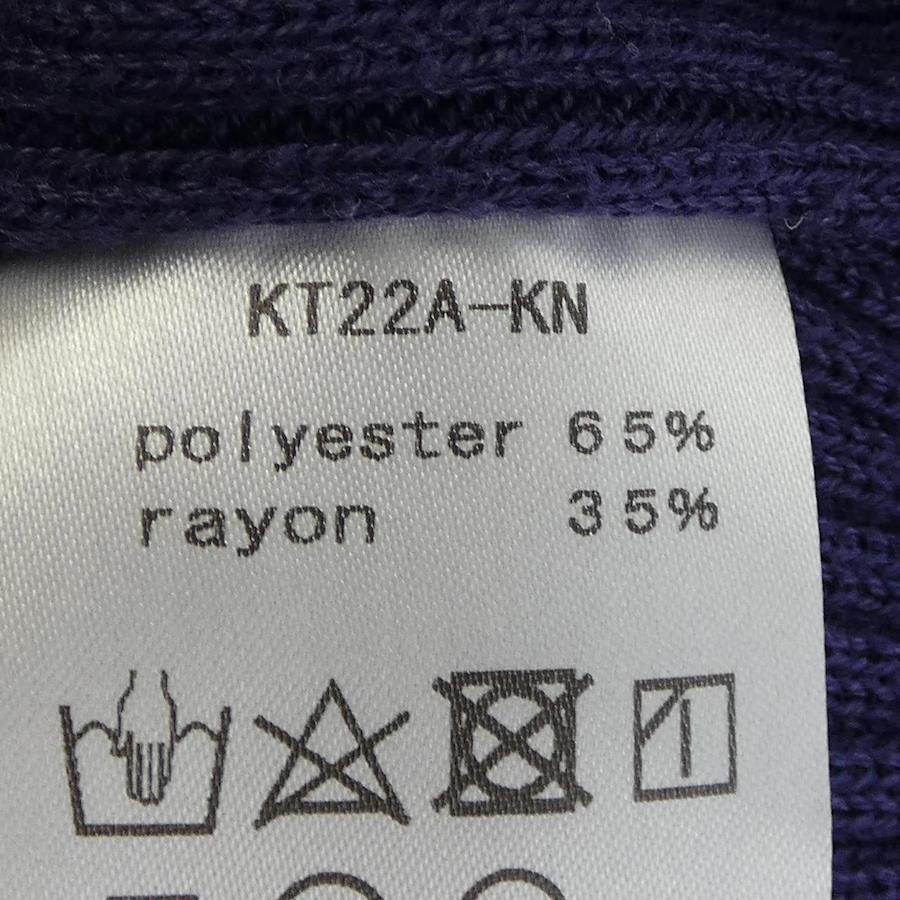 KT22A-KN
polyester 65%
rayon 35%